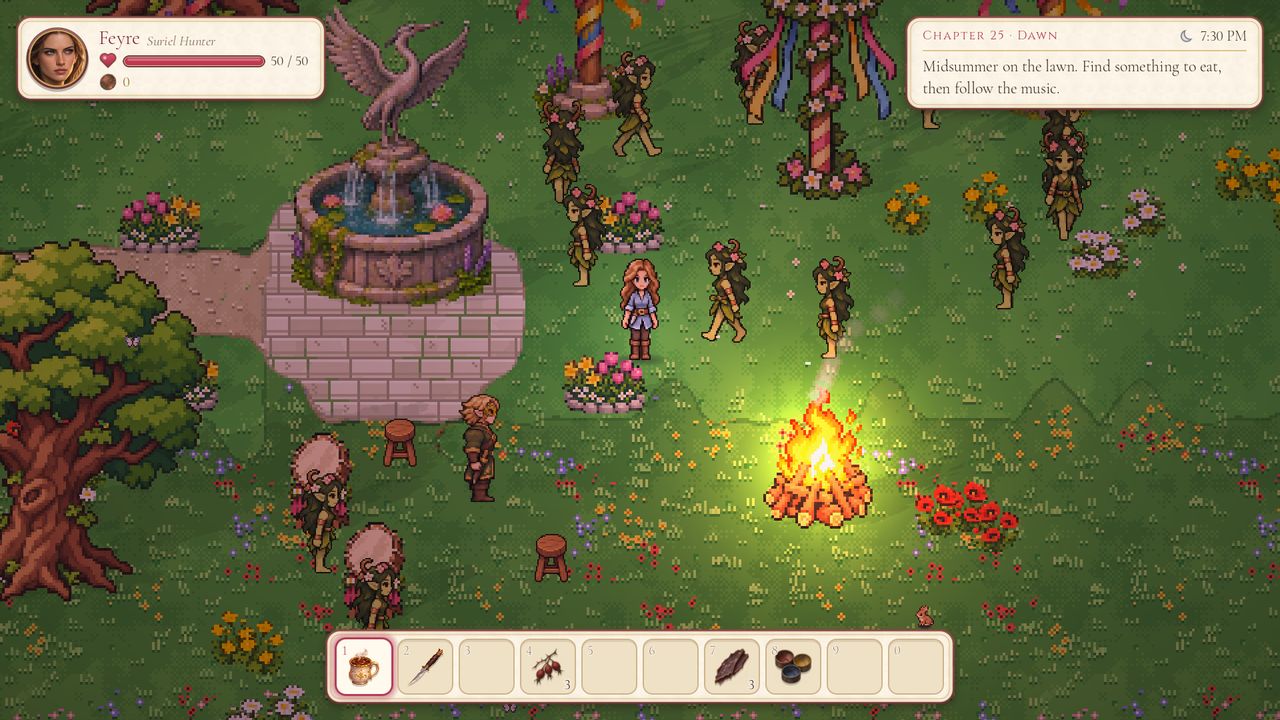 Feyre Suriel Hunter
50 / 50
0
CHAPTER 25 · DAWN
7:30 PM
Midsummer on the lawn. Find something to eat,
then follow the music.
1 2 3 4 5 6 7 8 9 0
3 3